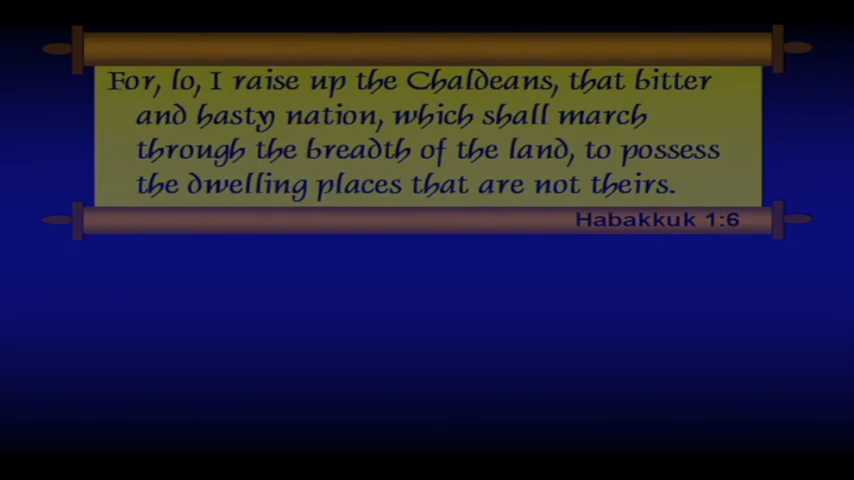 For, lo, I raise up the Chaldeans, that bitter
and hasty nation, which shall march
through the breadth of the land, to possess
the dwelling places that are not theirs.
Habakkuk 1:6